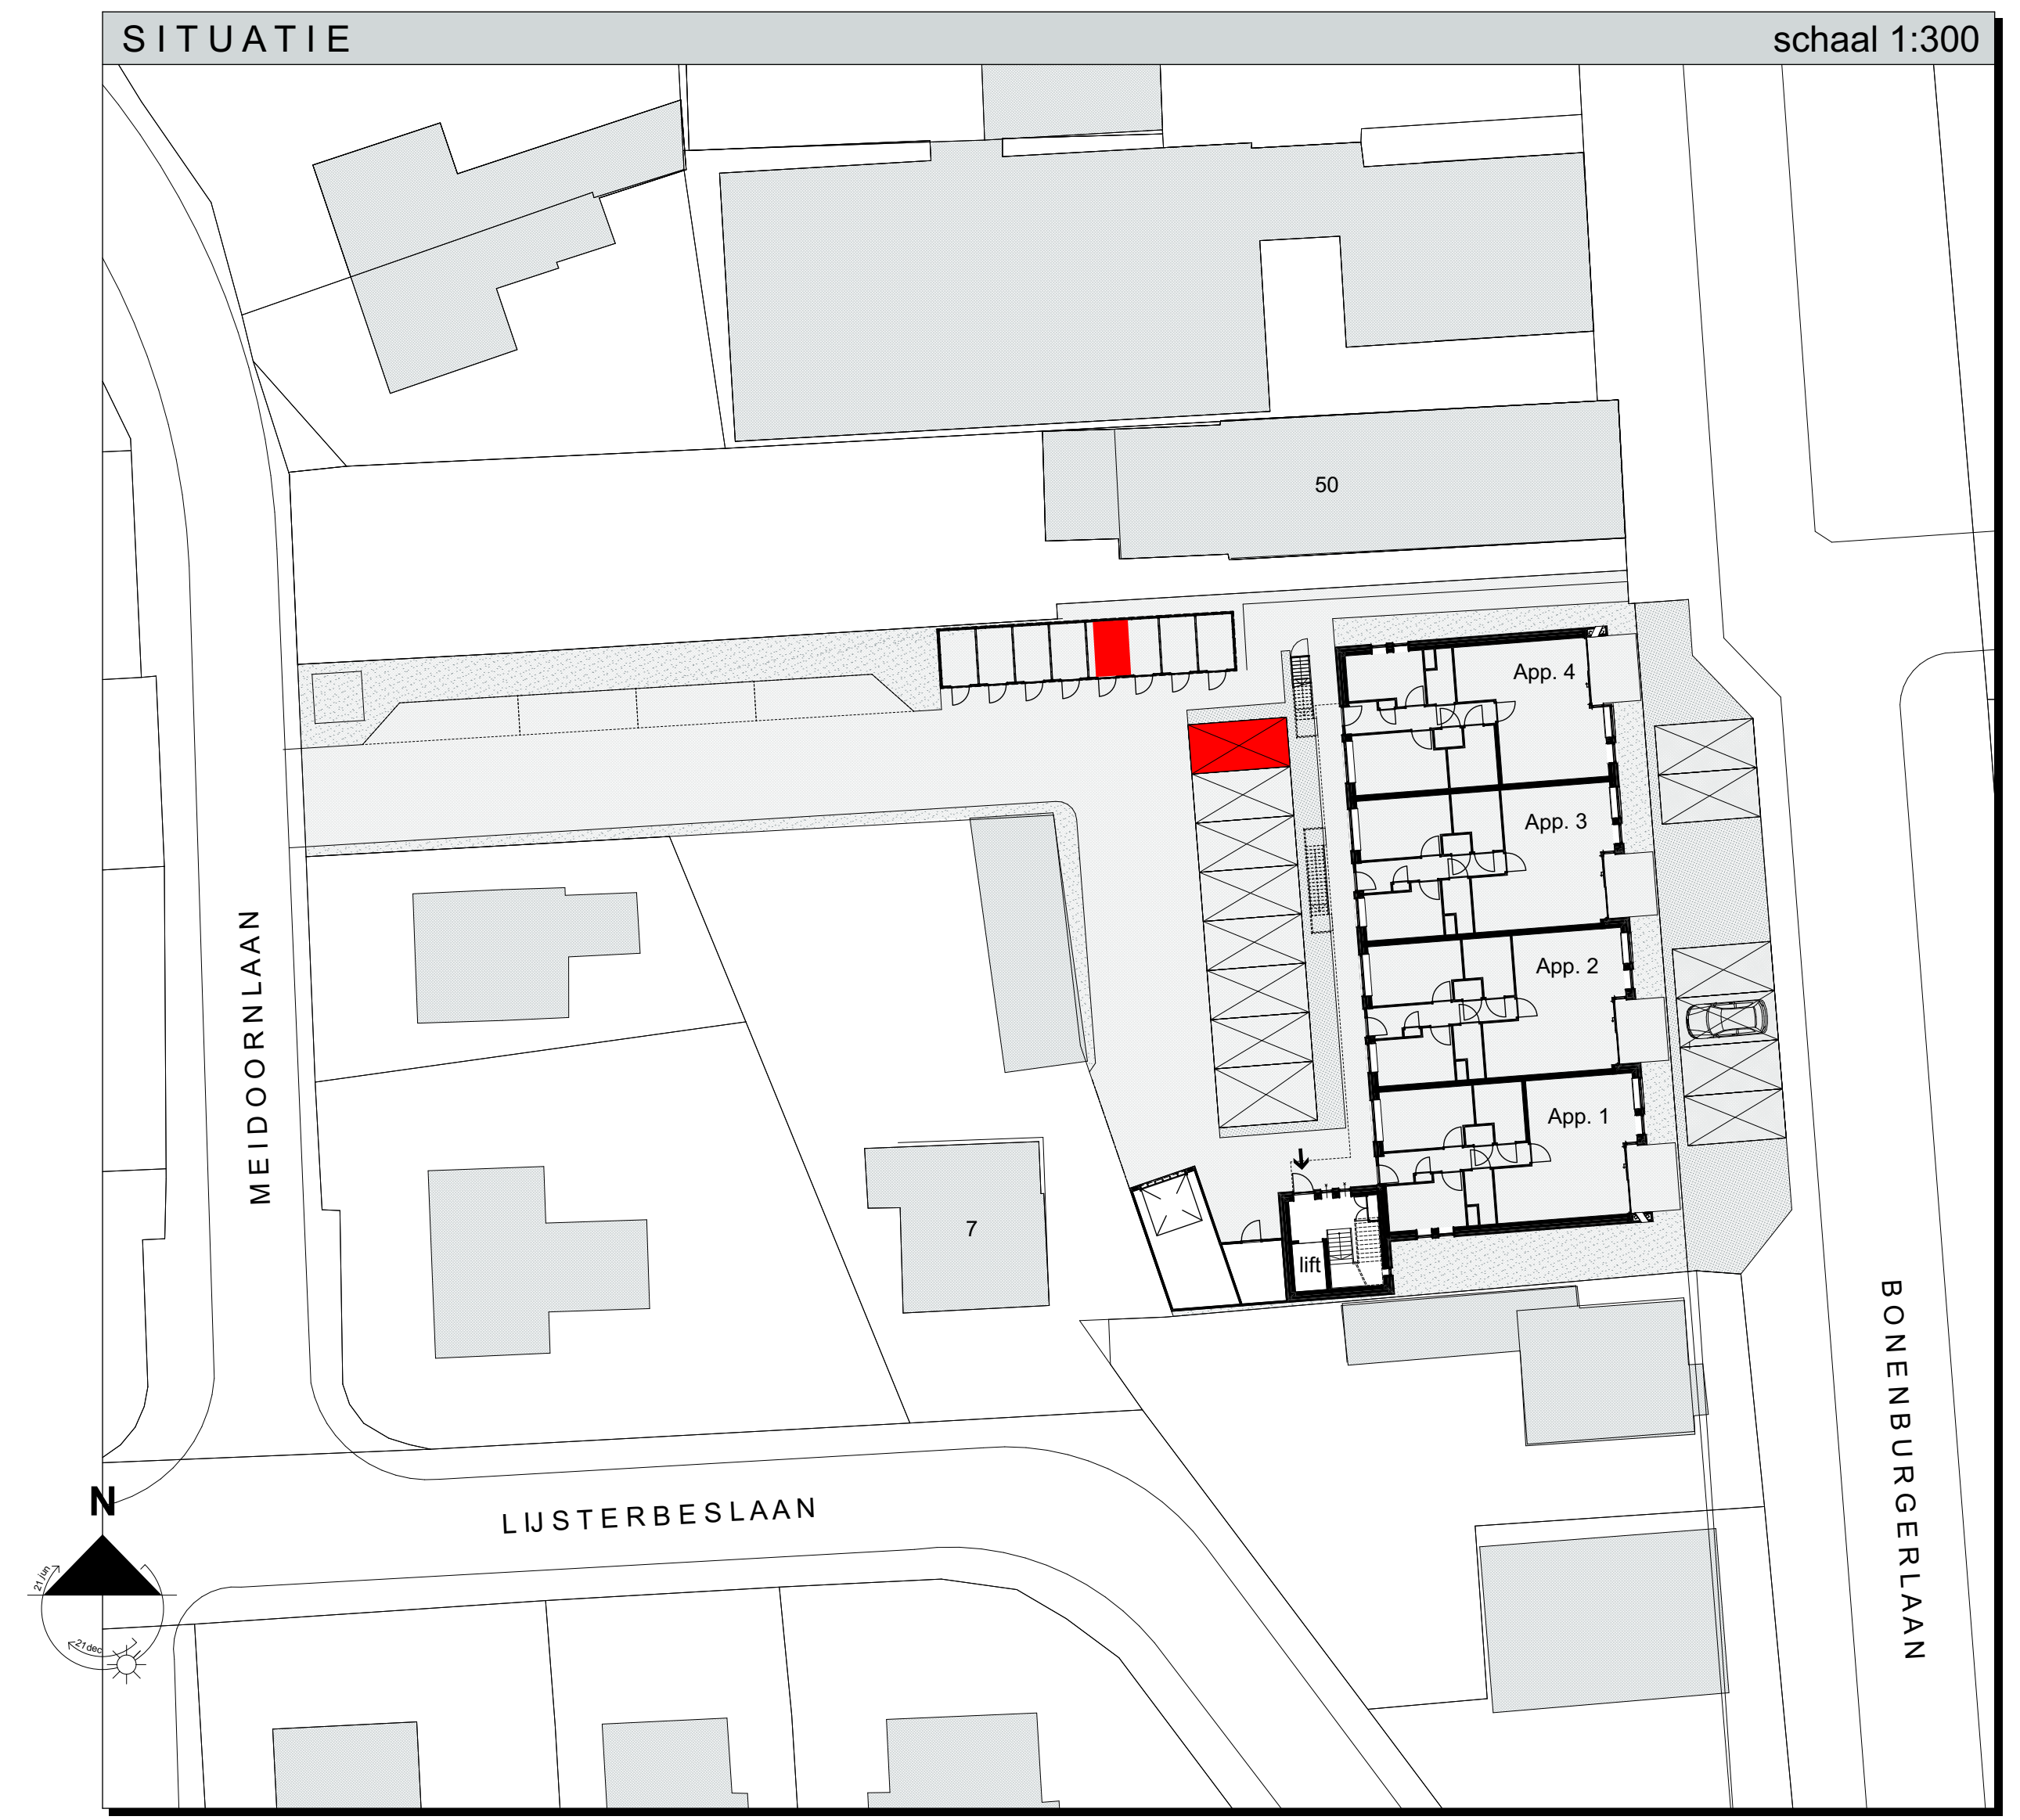 SITUATIE
schaal 1:300
50
App. 4
App. 3
App. 2
App. 1
MEIDOORNLAAN
7
lift
BONENBURGERLAAN
LIJSTERBESLAAN
N
21 jun
21 dec